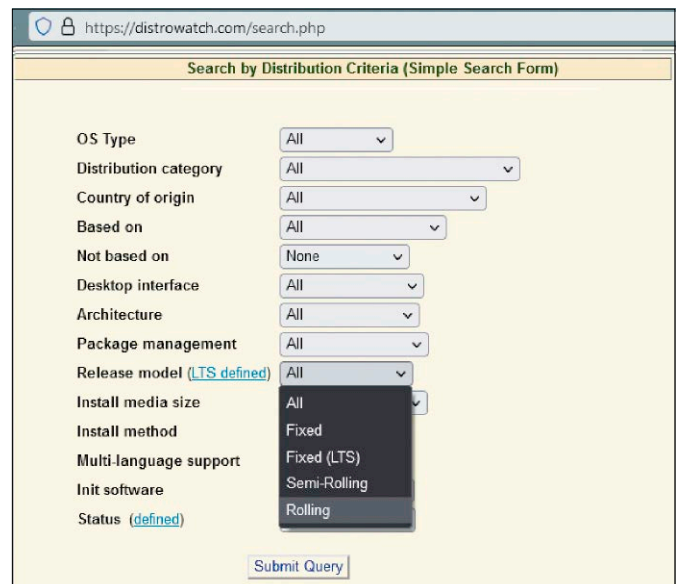 https://distrowatch.com/search.php
Search by Distribution Criteria (Simple Search Form)
OS Type All
Distribution category All
Country of origin All
Based on All
Not based on None
Desktop interface All
Architecture All
Package management All
Release model (LTS defined) All
Install media size All
Install method Fixed
Fixed (LTS)
Multi-language support
Semi-Rolling
Init software
Rolling
Status (defined)
Submit Query